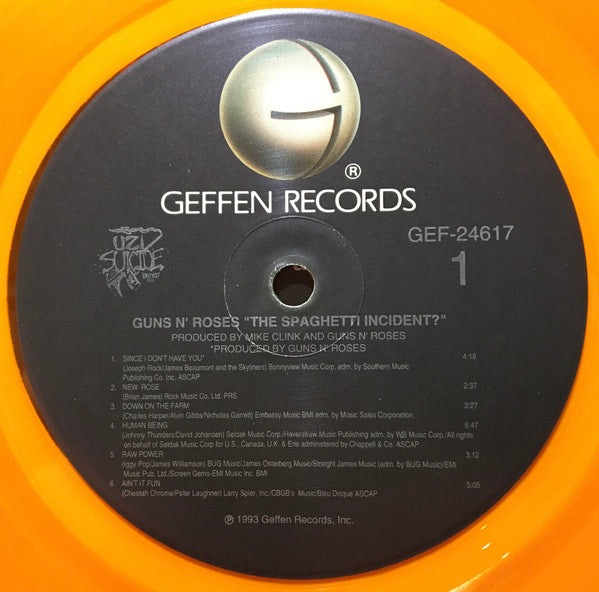 ®
GEFFEN RECORDS
UZI
SUICIDE
GEF-24617
1
GUNS N' ROSES "THE SPAGHETTI INCIDENT?"
PRODUCED BY MIKE CLINK AND GUNS N' ROSES
*PRODUCED BY GUNS N' ROSES
1. SINCE I DON'T HAVE YOU* 4:18
(Joseph Rock/James Beaumont and the Skyliners) Bonnyview Music Corp. adm. by Southern Music
Publishing Co. Inc. ASCAP
2. NEW ROSE 2:37
(Brian James) Rock Music Co. Ltd. PRS
3. DOWN ON THE FARM 3:27
(Charles Harper/Alvin Gibbs/Nicholas Garrett) Embassy Music BMI adm. by Music Sales Corporation.
4. HUMAN BEING 6:47
(Johnny Thunders/David Johansen) Seldak Music Corp./Haverstraw Music Publishing adm. by WB Music Corp./All rights
on behalf of Seldak Music Corp for U.S., Canada, U.K. & Eire administered by Chappell & Co. ASCAP
5. RAW POWER 3:12
(Iggy Pop/James Williamson) BUG Music/James Osterberg Music/Straight James Music (adm. by BUG Music)/EMI
Music Pub, Ltd./Screen Gems-EMI Music Inc. BMI
6. AIN'T IT FUN 5:05
(Cheetah Chrome/Peter Laughner) Larry Spier, Inc./CBGB's Music/Bleu Disque ASCAP
℗ 1993 Geffen Records, Inc.